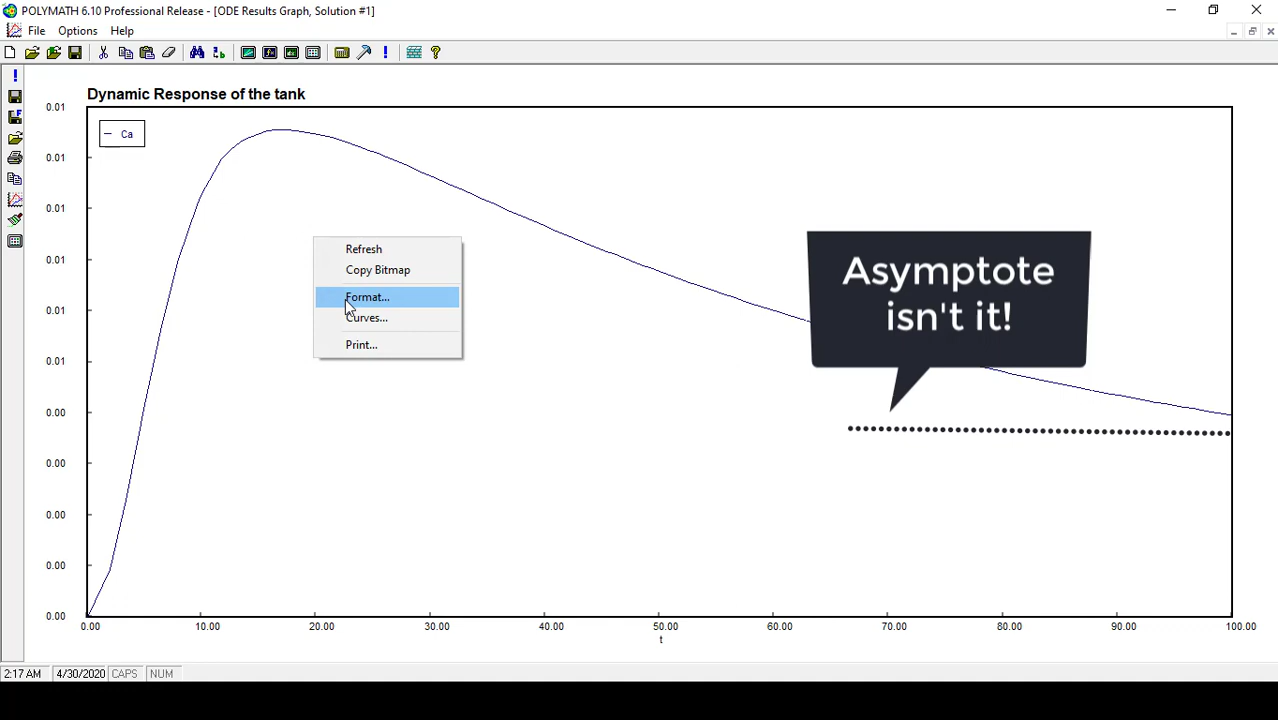 POLYMATH 6.10 Professional Release - [ODE Results Graph, Solution #1]
File Options Help
Dynamic Response of the tank
0.01
Ca
0.01
0.01
0.01
0.01
0.01
0.00
0.00
0.00
0.00
0.00
Refresh
Copy Bitmap
Format...
Curves...
Print...
Asymptote
isn't it!
0.00 10.00 20.00 30.00 40.00 50.00 60.00 70.00 80.00 90.00 100.00
t
2:17 AM 4/30/2020 CAPS NUM